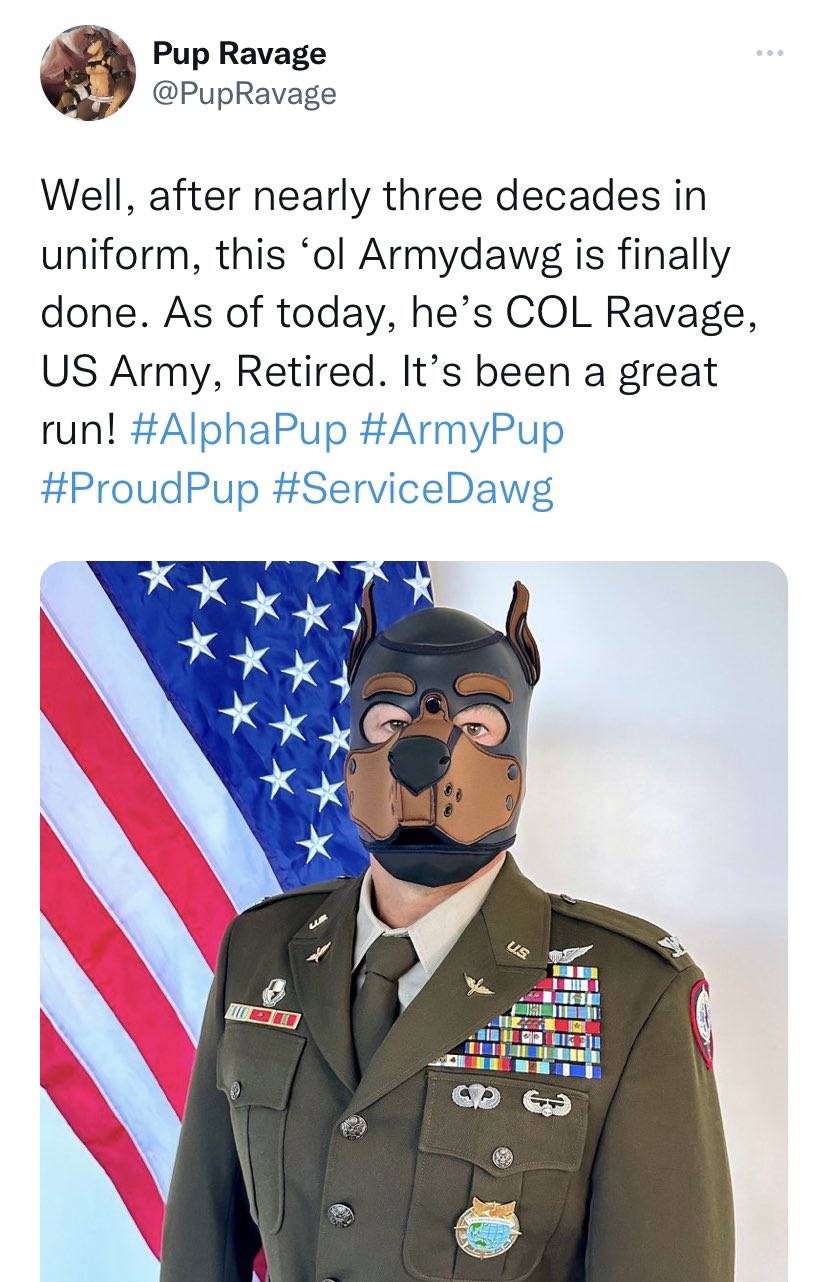 Pup Ravage
@PupRavage
Well, after nearly three decades in
uniform, this ‘ol Armydawg is finally
done. As of today, he’s COL Ravage,
US Army, Retired. It’s been a great
run! #AlphaPup #ArmyPup
#ProudPup #ServiceDawg
U.S.
U.S.